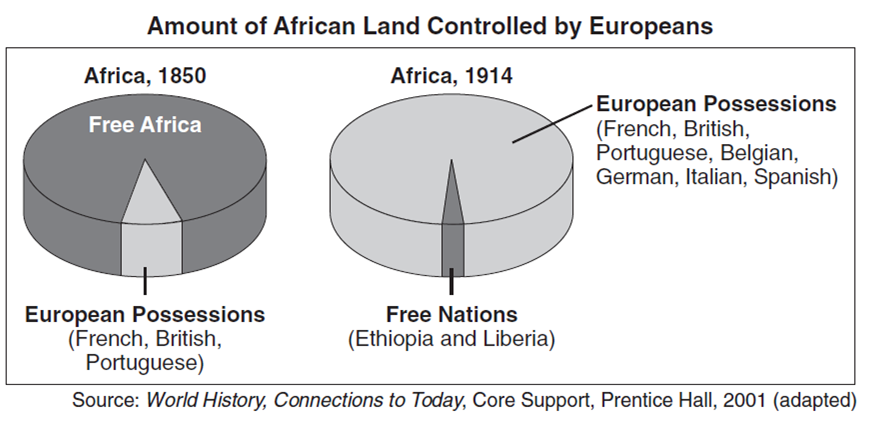 Amount of African Land Controlled by Europeans
Africa, 1850
Free Africa
European Possessions
(French, British,
Portuguese)
Africa, 1914
European Possessions
(French, British,
Portuguese, Belgian,
German, Italian, Spanish)
Free Nations
(Ethiopia and Liberia)
Source: World History, Connections to Today, Core Support, Prentice Hall, 2001 (adapted)